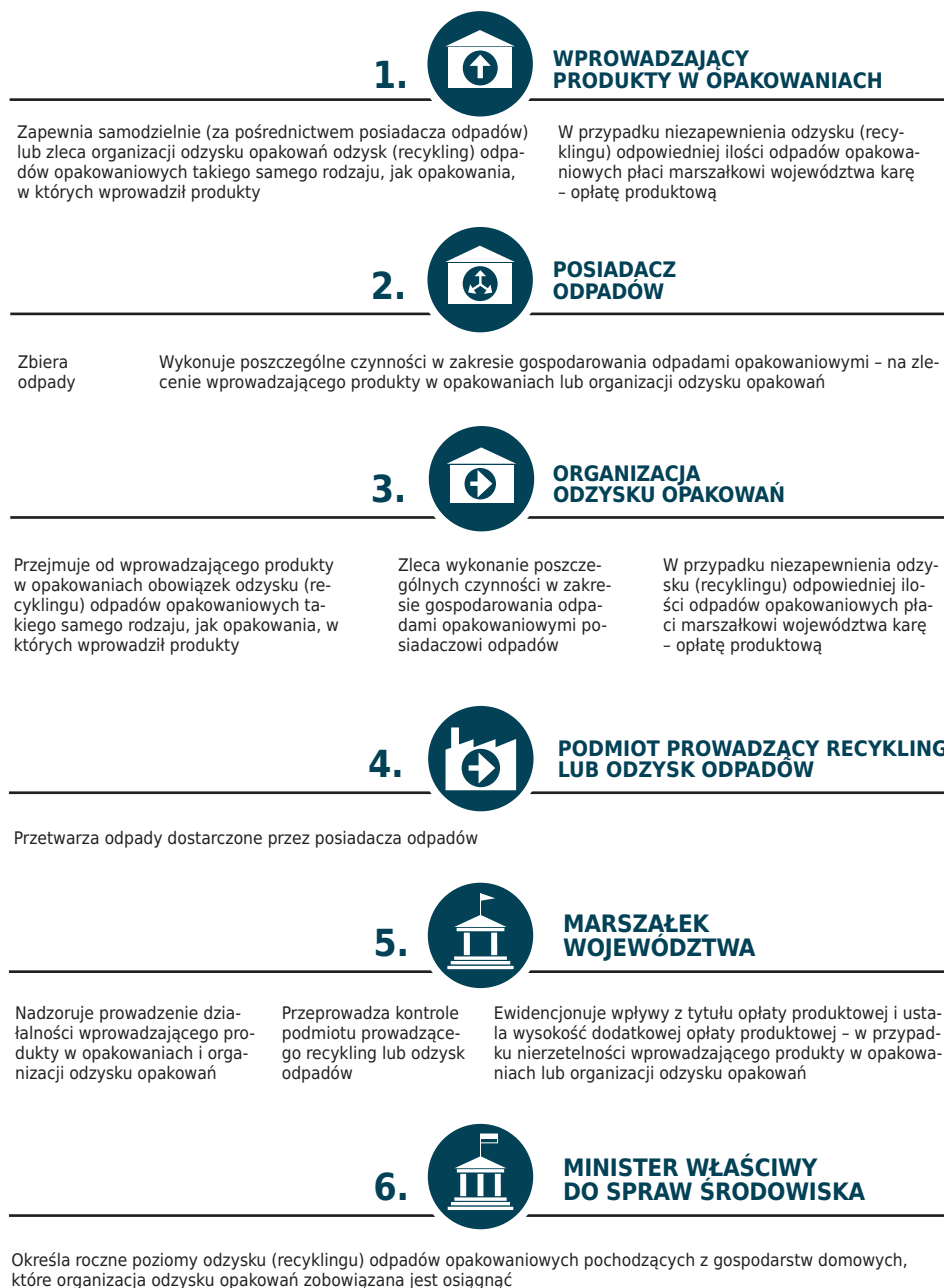 1.
WPROWADZAJĄCY
PRODUKTY W OPAKOWANIACH
Zapewnia samodzielnie (za pośrednictwem posiadacza odpadów)
lub zleca organizacji odzysku opakowań odzysk (recykling) odpa-
dów opakowaniowych takiego samego rodzaju, jak opakowania,
w których wprowadził produkty
W przypadku niezapewnienia odzysku (recy-
klingu) odpowiedniej ilości odpadów opakowa-
niowych płaci marszałkowi województwa karę
– opłatę produktową
2.
POSIADACZ
ODPADÓW
Zbiera
odpady
Wykonuje poszczególne czynności w zakresie gospodarowania odpadami opakowaniowymi – na zle-
cenie wprowadzającego produkty w opakowaniach lub organizacji odzysku opakowań
3.
ORGANIZACJA
ODZYSKU OPAKOWAŃ
Przejmuje od wprowadzającego produkty
w opakowaniach obowiązek odzysku (re-
cyklingu) odpadów opakowaniowych ta-
kiego samego rodzaju, jak opakowania, w
których wprowadził produkty
Zleca wykonanie poszcze-
gólnych czynności w zakre-
sie gospodarowania odpa-
dami opakowaniowymi po-
siadaczowi odpadów
W przypadku niezapewnienia odzy-
sku (recyklingu) odpowiedniej ilo-
ści odpadów opakowaniowych pła-
ci marszałkowi województwa karę
– opłatę produktową
4.
PODMIOT PROWADZĄCY RECYKLING
LUB ODZYSK ODPADÓW
Przetwarza odpady dostarczone przez posiadacza odpadów
5.
MARSZAŁEK
WOJEWÓDZTWA
Nadzoruje prowadzenie dzia-
łalności wprowadzającego pro-
dukty w opakowaniach i orga-
nizacji odzysku opakowań
Przeprowadza kontrole
podmiotu prowadzące-
go recykling lub odzysk
odpadów
Ewidencjonuje wpływy z tytułu opłaty produktowej i usta-
la wysokość dodatkowej opłaty produktowej – w przypad-
ku nierzetelności wprowadzającego produkty w opakowa-
niach lub organizacji odzysku opakowań
6.
MINISTER WŁAŚCIWY
DO SPRAW ŚRODOWISKA
Określa roczne poziomy odzysku (recyklingu) odpadów opakowaniowych pochodzących z gospodarstw domowych,
które organizacja odzysku opakowań zobowiązana jest osiągnąć